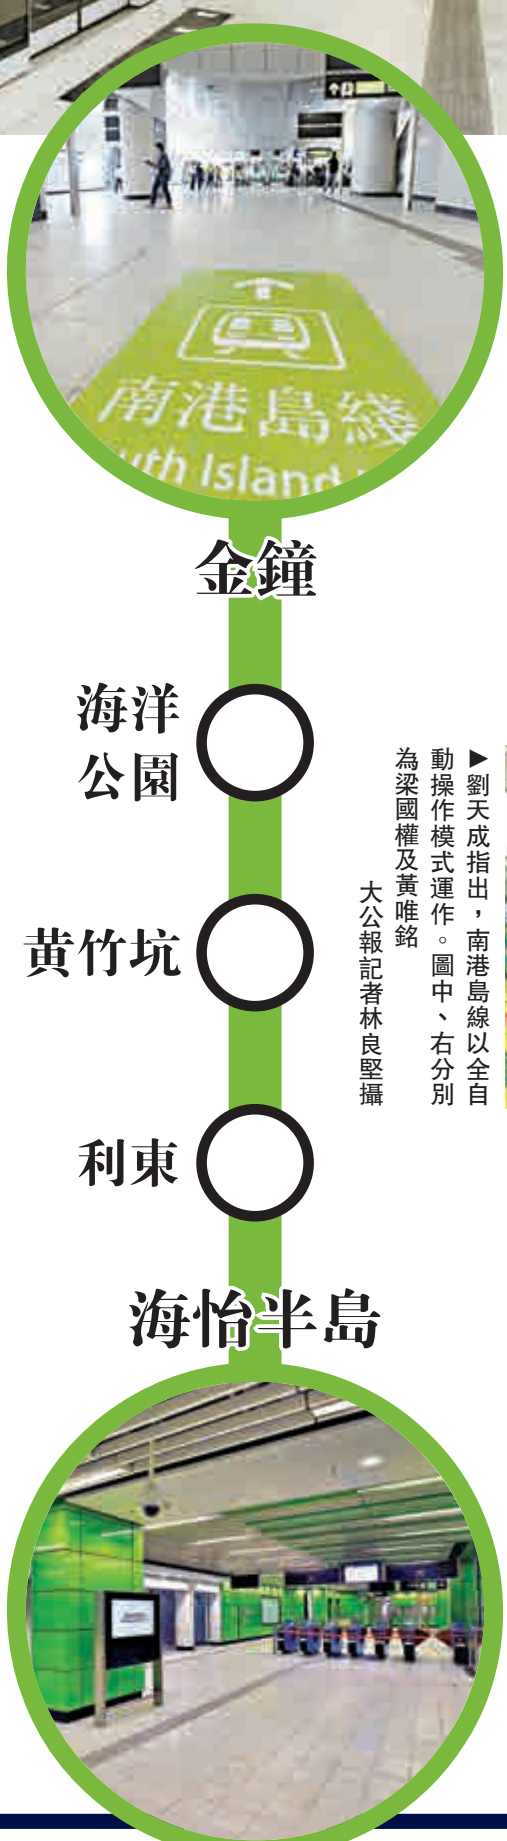 南港島綫
uth Island
金鐘
海洋
公園
黃竹坑
利東
海怡半島
▶劉天成指出，南港島線以全自
動操作模式運作。圖中、右分別
為梁國權及黃唯銘
大公報記者林良堅攝